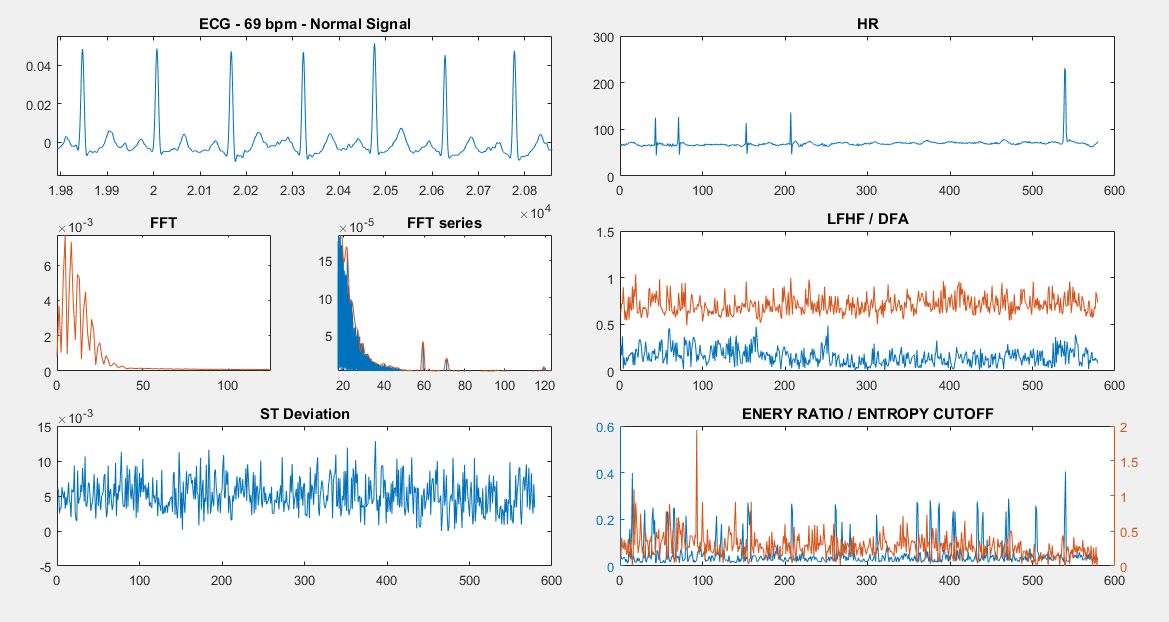 ECG - 69 bpm - Normal Signal
0.04
0.02
0
1.98 1.99 2 2.01 2.02 2.03 2.04 2.05 2.06 2.07 2.08
×10^4
HR
300
200
100
0
0 100 200 300 400 500 600
FFT
×10^-3
6
4
2
0
0 50 100
FFT series
×10^-5
15
10
5
20 40 60 80 100 120
LFHF / DFA
1.5
1
0.5
0
0 100 200 300 400 500 600
ST Deviation
×10^-3
15
10
5
0
-5
0 100 200 300 400 500 600
ENERY RATIO / ENTROPY CUTOFF
0.6
0.4
0.2
0
2
1.5
1
0.5
0
0 100 200 300 400 500 600